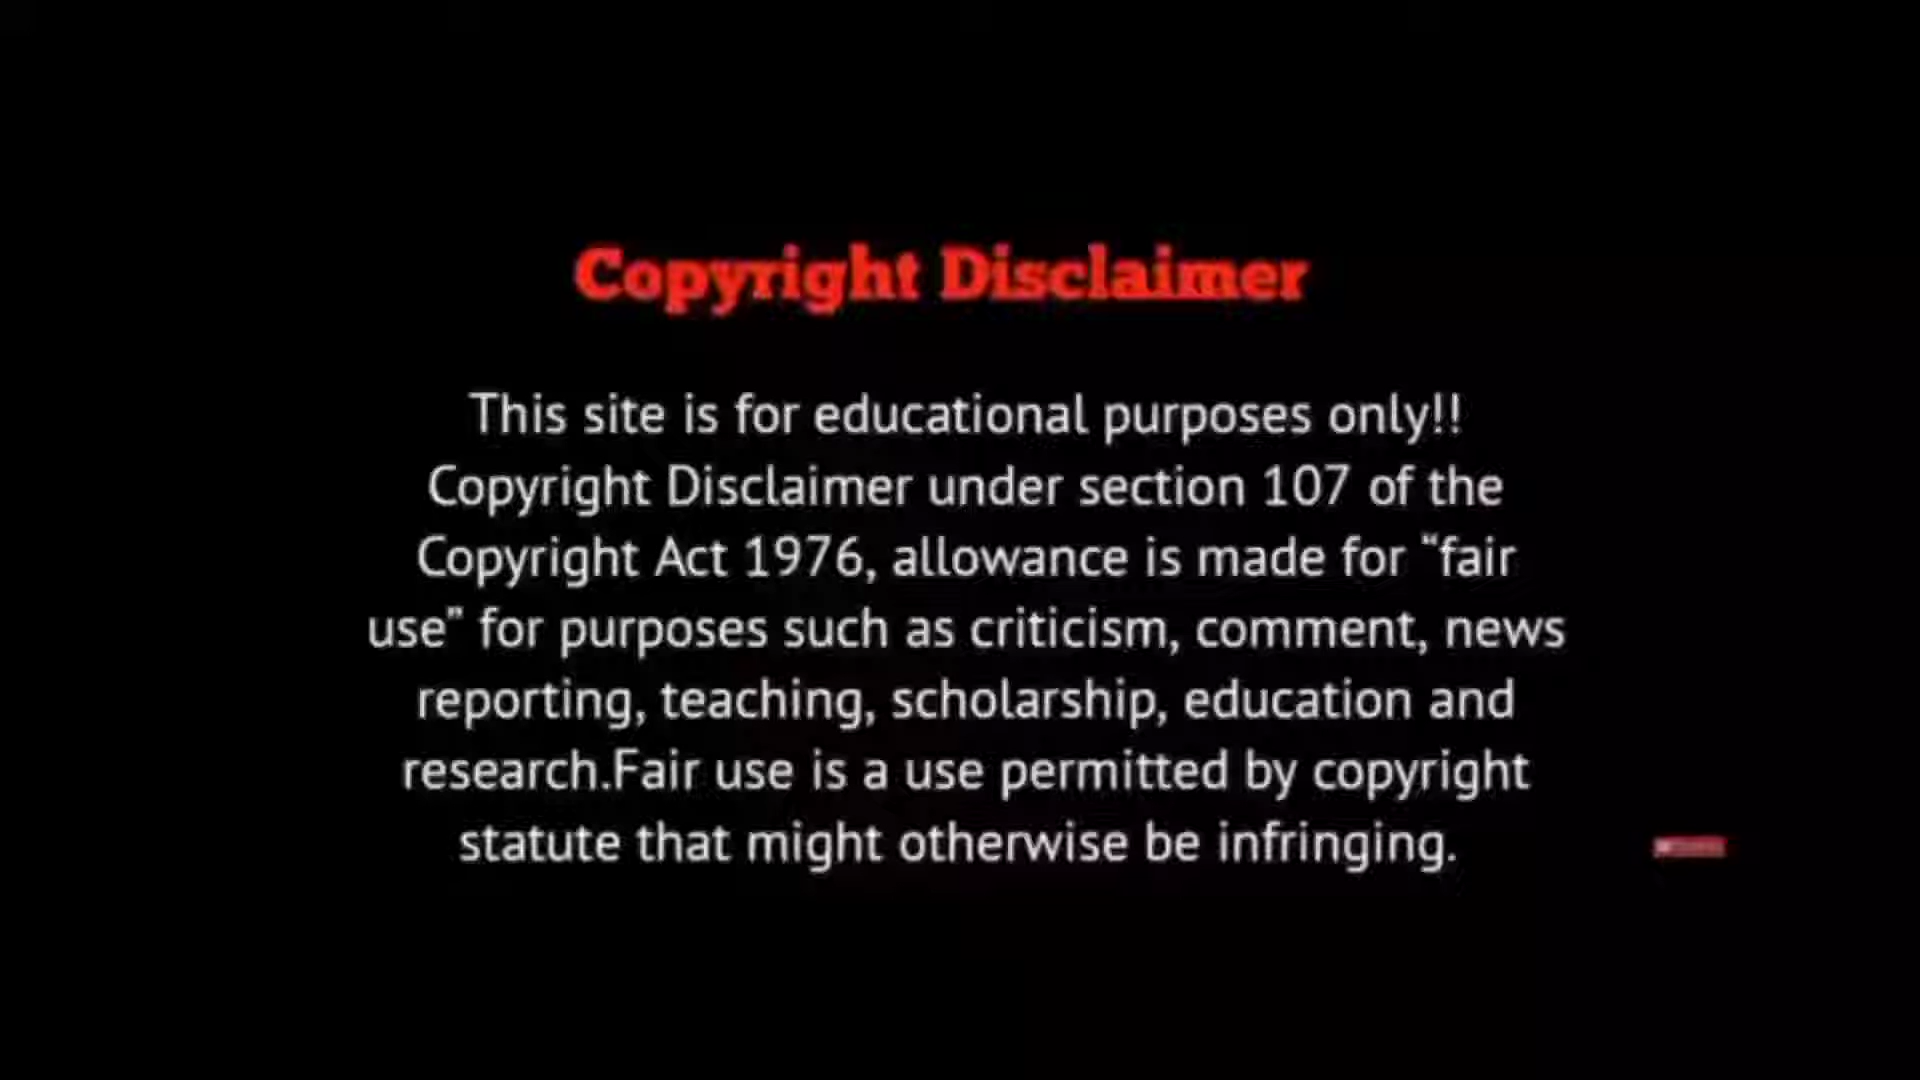 Copyright Disclaimer
This site is for educational purposes only!!
Copyright Disclaimer under section 107 of the
Copyright Act 1976, allowance is made for “fair
use” for purposes such as criticism, comment, news
reporting, teaching, scholarship, education and
research.Fair use is a use permitted by copyright
statute that might otherwise be infringing.